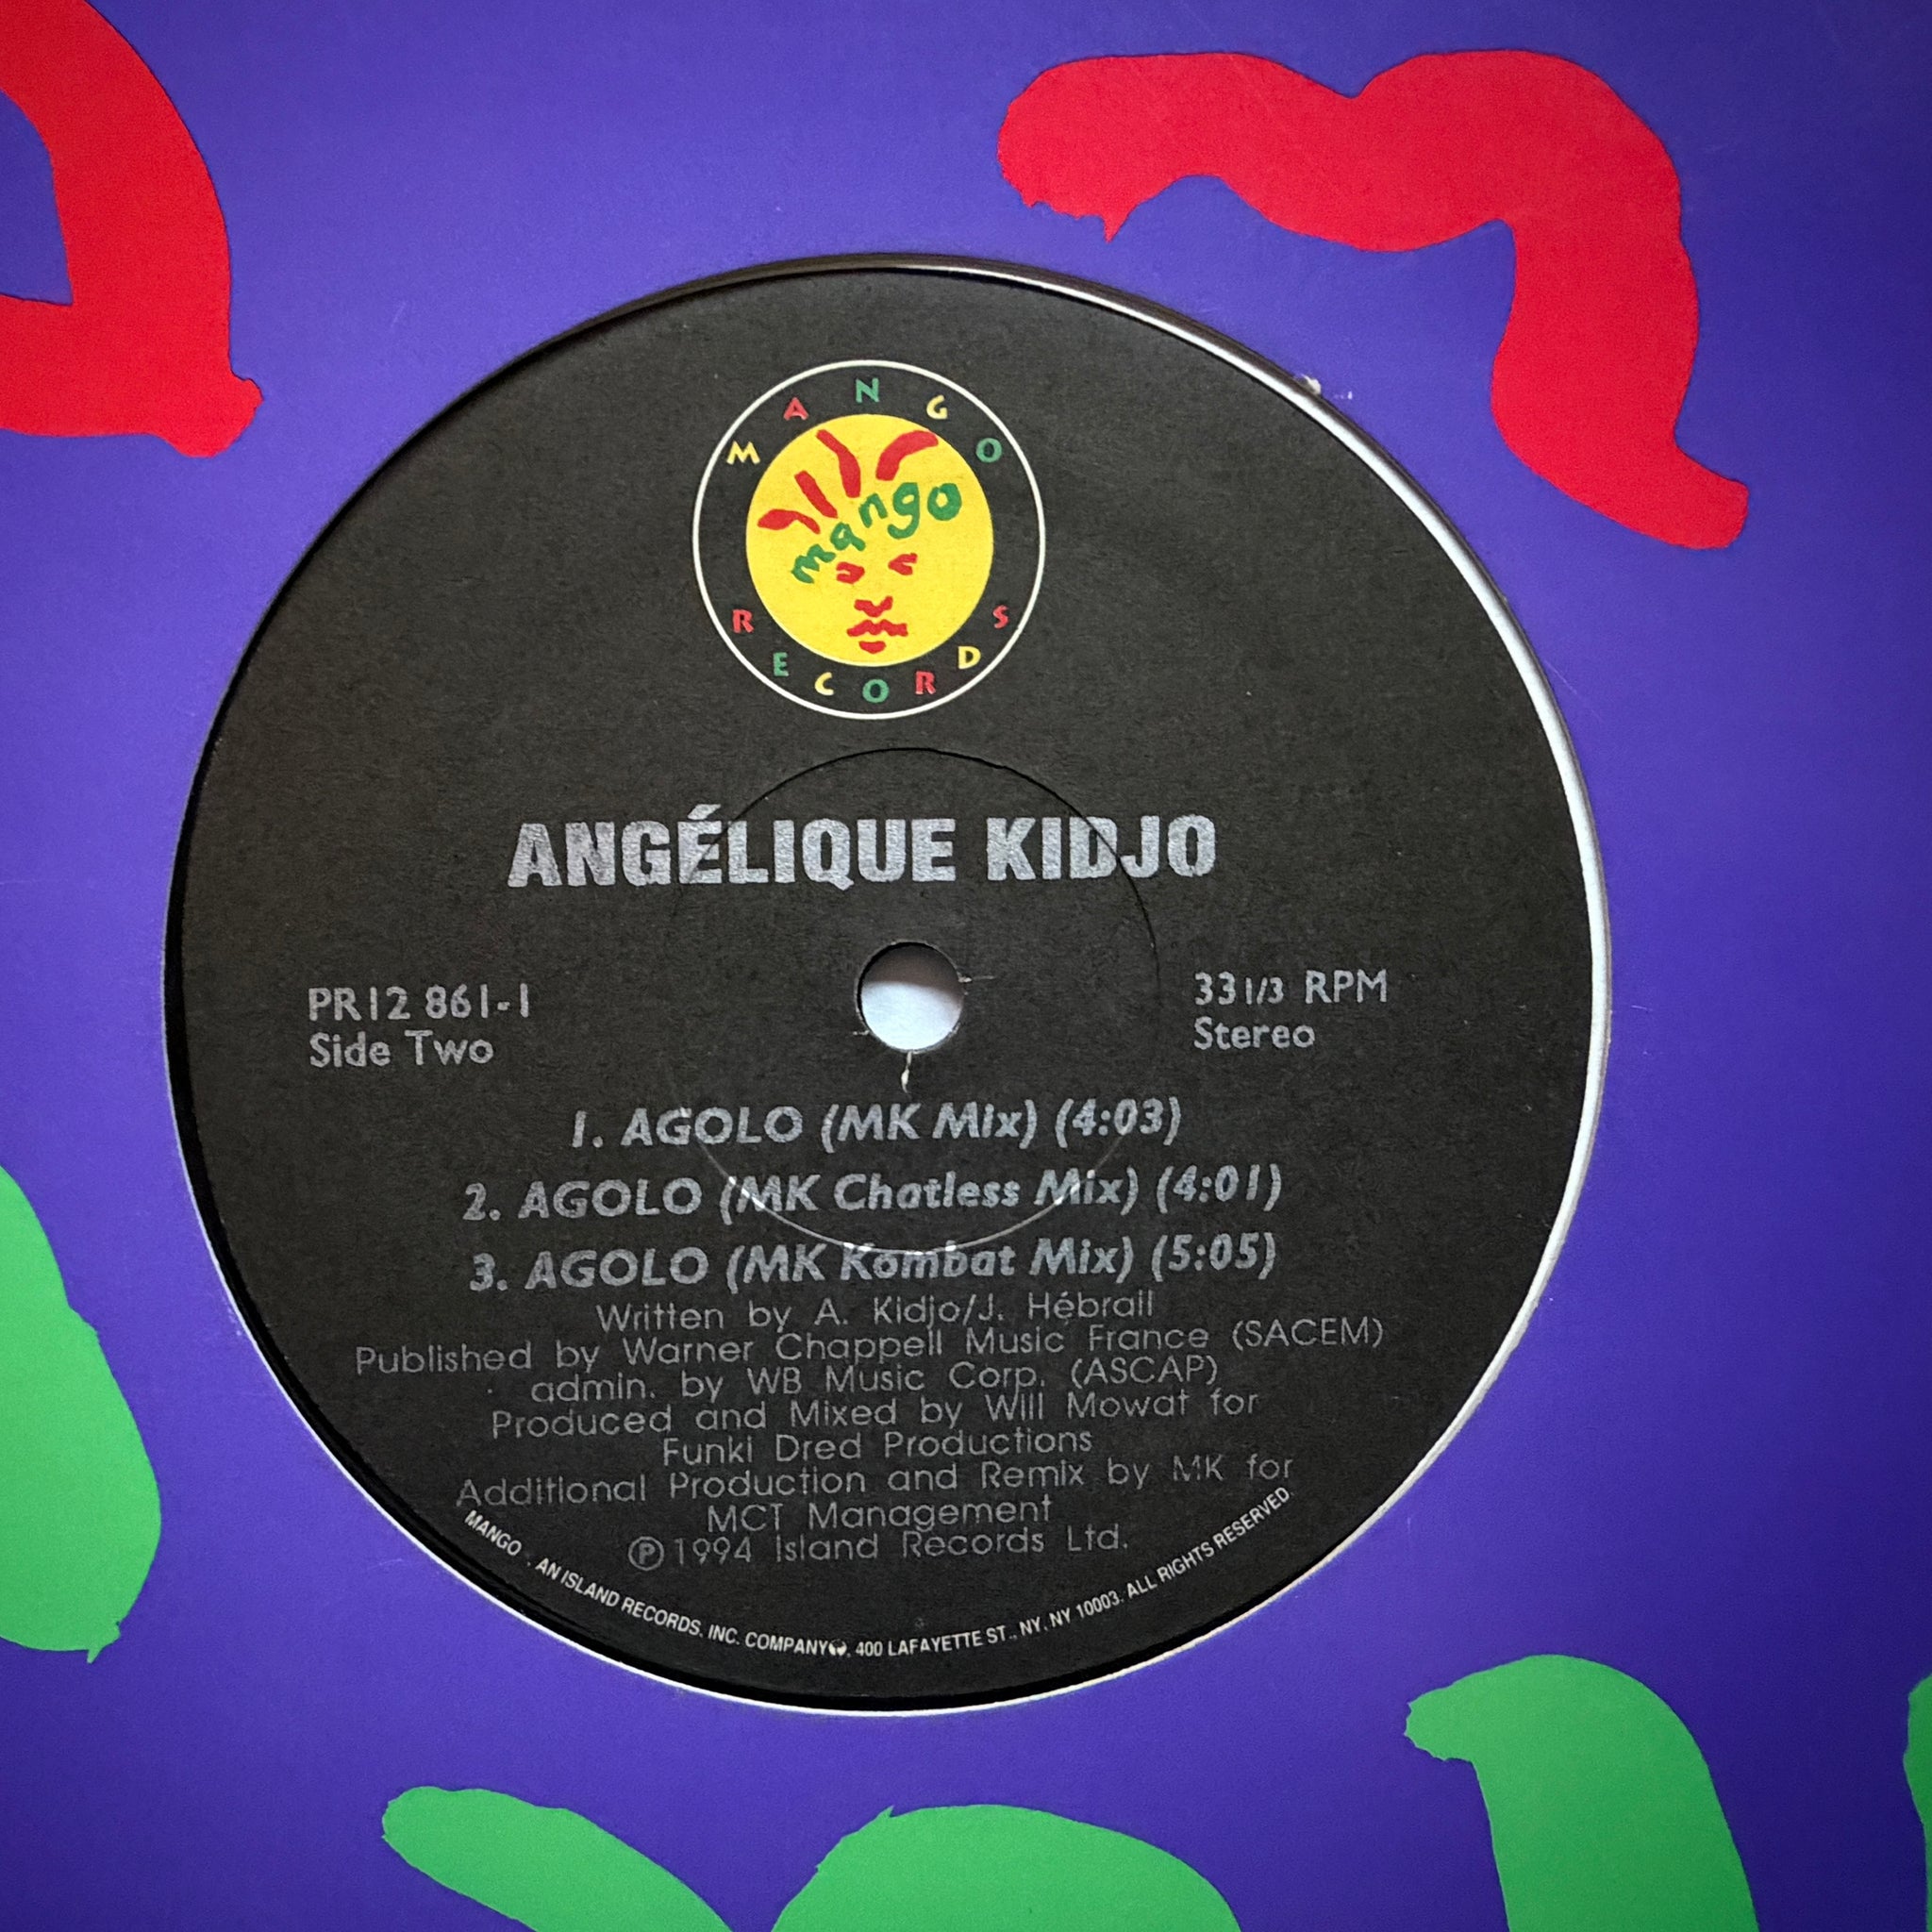 MANGO
mango
RECORDS
ANGÉLIQUE KIDJO
PR12 861-1
Side Two
33 1/3 RPM
Stereo
1. AGOLO (MK Mix) (4:03)
2. AGOLO (MK Chatless Mix) (4:01)
3. AGOLO (MK Kombat Mix) (5:05)
Written by A. Kidjo/J. Hébrail
Published by Warner Chappell Music France (SACEM)
admin. by WB Music Corp. (ASCAP)
Produced and Mixed by Will Mowat for
Funki Dred Productions
Additional Production and Remix by MK for
MCT Management
℗1994 Island Records Ltd.
MANGO . AN ISLAND RECORDS, INC. COMPANY, 400 LAFAYETTE ST., NY, NY 10003. ALL RIGHTS RESERVED.